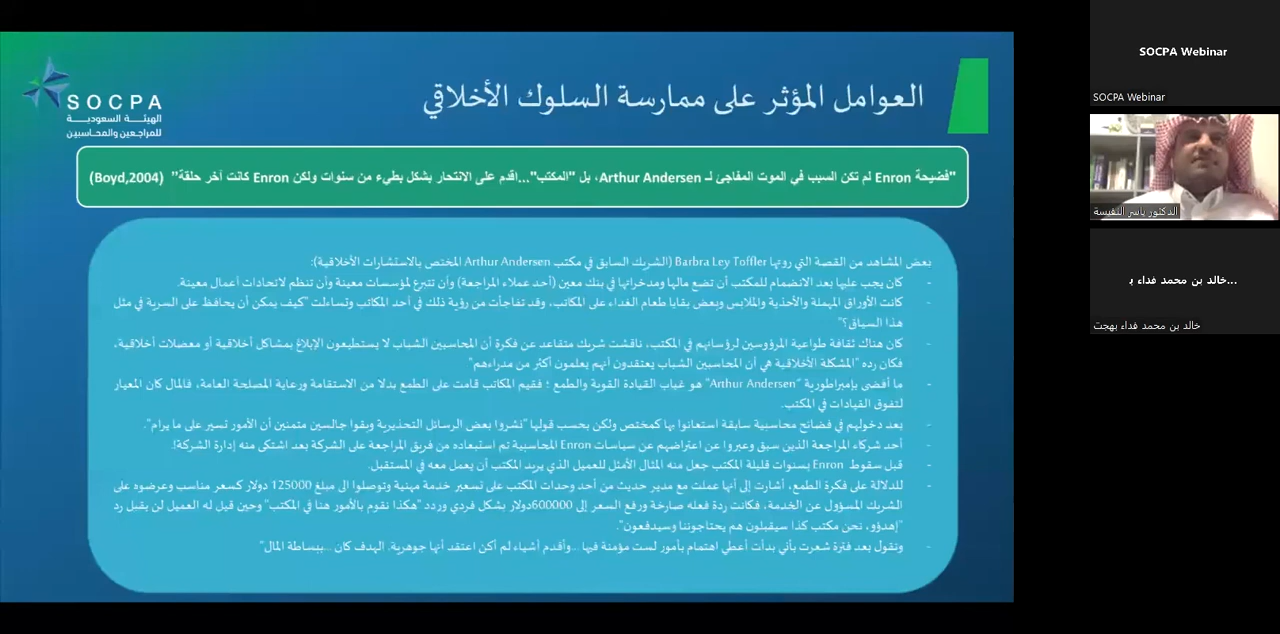 SOCPA
الهيئة السعودية
للمراجعين والمحاسبين
العوامل المؤثر على ممارسة السلوك الأخلاقي
"فضيحة Enron لم تكن السبب في الموت المفاجئ لـ Arthur Andersen، بل "المكتب"...اقدم على الانتحار بشكل بطيء من سنوات ولكن Enron كانت آخر حلقة" (Boyd,2004)
بعض المشاهد من القصة التي روتها Barbra Ley Toffler (الشريك السابق في مكتب Arthur Andersen المختص بالاستشارات الأخلاقية):
- كان يجب عليها بعد الانضمام للمكتب أن تضع مالها ومدخراتها في بنك معين (أحد عملاء المراجعة) وأن تتبرع لمؤسسات معينة وأن تنظم لاتحادات أعمال معينة.
- كانت الأوراق المهملة والأحذية والملابس وبعض بقايا طعام الغداء على المكاتب، وقد تفاجأت من رؤية ذلك في أحد المكاتب وتساءلت "كيف يمكن أن يحافظ على السرية في مثل
هذا السياق؟"
- كان هناك ثقافة طواعية المرؤوسين لرؤسائهم في المكتب، ناقشت شريك متقاعد عن فكرة أن المحاسبين الشباب لا يستطيعون الإبلاغ بمشاكل أخلاقية أو معضلات أخلاقية،
فكان رده "المشكلة الأخلاقية هي أن المحاسبين الشباب يعتقدون أنهم يعلمون أكثر من مدراءهم"
- ما أفضى بإمبراطورية "Arthur Andersen" هو غياب القيادة القوية والطمع ؛ فقيم المكاتب قامت على الطمع بدلا من الاستقامة ورعاية المصلحة العامة، فالمال كان المعيار
لتفوق القيادات في المكتب.
- بعد دخولهم في فضائح محاسبية سابقة استعانوا بها كمختص ولكن بحسب قولها "نشروا بعض الرسائل التحذيرية وبقوا جالسين متمنين أن الأمور تسير على ما يرام".
- أحد شركاء المراجعة الذين سبق وعبروا عن اعتراضهم عن سياسات Enron المحاسبية تم استبعاده من فريق المراجعة على الشركة بعد اشتكى منه إدارة الشركة!.
- قبل سقوط Enron بسنوات قليلة المكتب جعل منه المثال الأمثل للعميل الذي يريد المكتب أن يعمل معه في المستقبل.
- للدلالة على فكرة الطمع، أشارت إلى أنها عملت مع مدير حديث من أحد وحدات المكتب على تسعير خدمة مهنية وتوصلوا الى مبلغ 125000 دولار كسعر مناسب وعرضوه على
الشريك المسؤول عن الخدمة، فكانت ردة فعله صارخة ورفع السعر إلى 600000دولار بشكل فردي وردد "هكذا نقوم بالأمور هنا في المكتب" وحين قيل له العميل لن يقبل رد
"إهدؤو، نحن مكتب كذا سيقبلون هم يحتاجوننا وسيدفعون".
- وتقول بعد فترة شعرت بأني بدأت أعطي اهتمام بأمور لست مؤمنة فيها ...وأقدم أشياء لم أكن اعتقد أنها جوهرية. الهدف كان ...ببساطة المال"
SOCPA Webinar
SOCPA Webinar
الدكتور ياسر النفيسة
خالد بن محمد فداء ب...
خالد بن محمد فداء بهجت